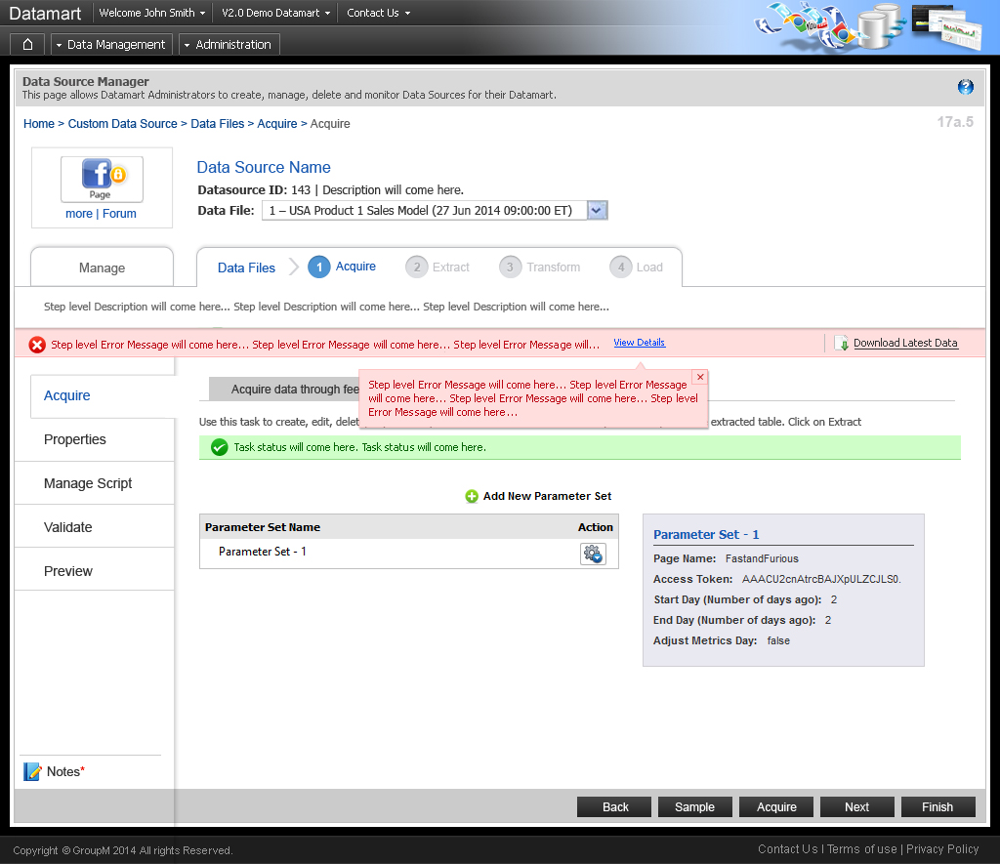 Datamart Welcome John Smith V2.0 Demo Datamart Contact Us
Data Management Administration
Data Source Manager
This page allows Datamart Administrators to create, manage, delete and monitor Data Sources for their Datamart.
Home > Custom Data Source > Data Files > Acquire > Acquire
17a.5
Page
more | Forum
Data Source Name
Datasource ID: 143 | Description will come here.
Data File: 1 – USA Product 1 Sales Model (27 Jun 2014 09:00:00 ET)
Manage
Data Files 1 Acquire 2 Extract 3 Transform 4 Load
Step level Description will come here... Step level Description will come here... Step level Description will come here...
Step level Error Message will come here... Step level Error Message will come here... Step level Error Message will... View Details Download Latest Data
Step level Error Message will come here... Step level Error Message
will come here... Step level Error Message will come here... Step level
Error Message will come here...
Acquire
Properties
Manage Script
Validate
Preview
Notes*
Acquire data through
Use this task to create, edit, extracted table. Click on Extract
Task status will come here. Task status will come here.
Add New Parameter Set
Parameter Set Name Action
Parameter Set - 1
Parameter Set - 1
Page Name: FastandFurious
Access Token: AAACU2cnAtrcBAJXpULZCJLS0.
Start Day (Number of days ago): 2
End Day (Number of days ago): 2
Adjust Metrics Day: false
Back Sample Acquire Next Finish
Copyright © GroupM 2014 All rights Reserved.
Contact Us | Terms of use | Privacy Policy